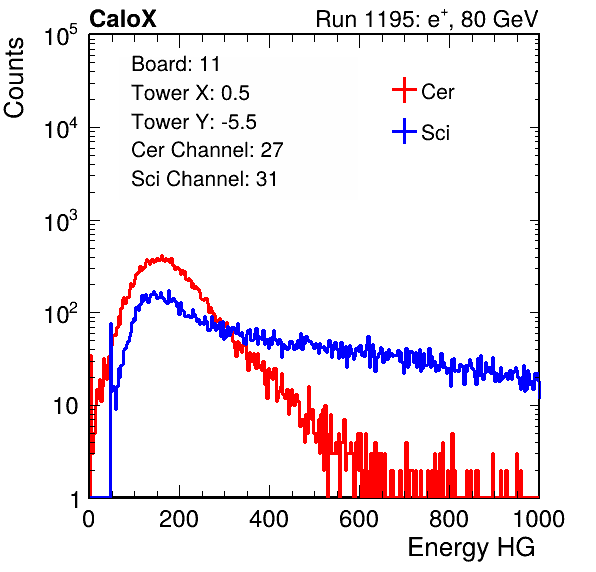 CaloX Run 1195: e⁺, 80 GeV
Counts
10⁵
10⁴
10³
10²
10
1
Board: 11
Tower X: 0.5
Tower Y: -5.5
Cer Channel: 27
Sci Channel: 31
Cer
Sci
0 200 400 600 800 1000
Energy HG